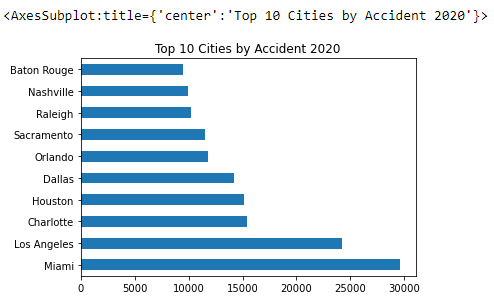 <AxesSubplot:title={'center':'Top 10 Cities by Accident 2020'}>
Top 10 Cities by Accident 2020
Baton Rouge
Nashville
Raleigh
Sacramento
Orlando
Dallas
Houston
Charlotte
Los Angeles
Miami
0 5000 10000 15000 20000 25000 30000